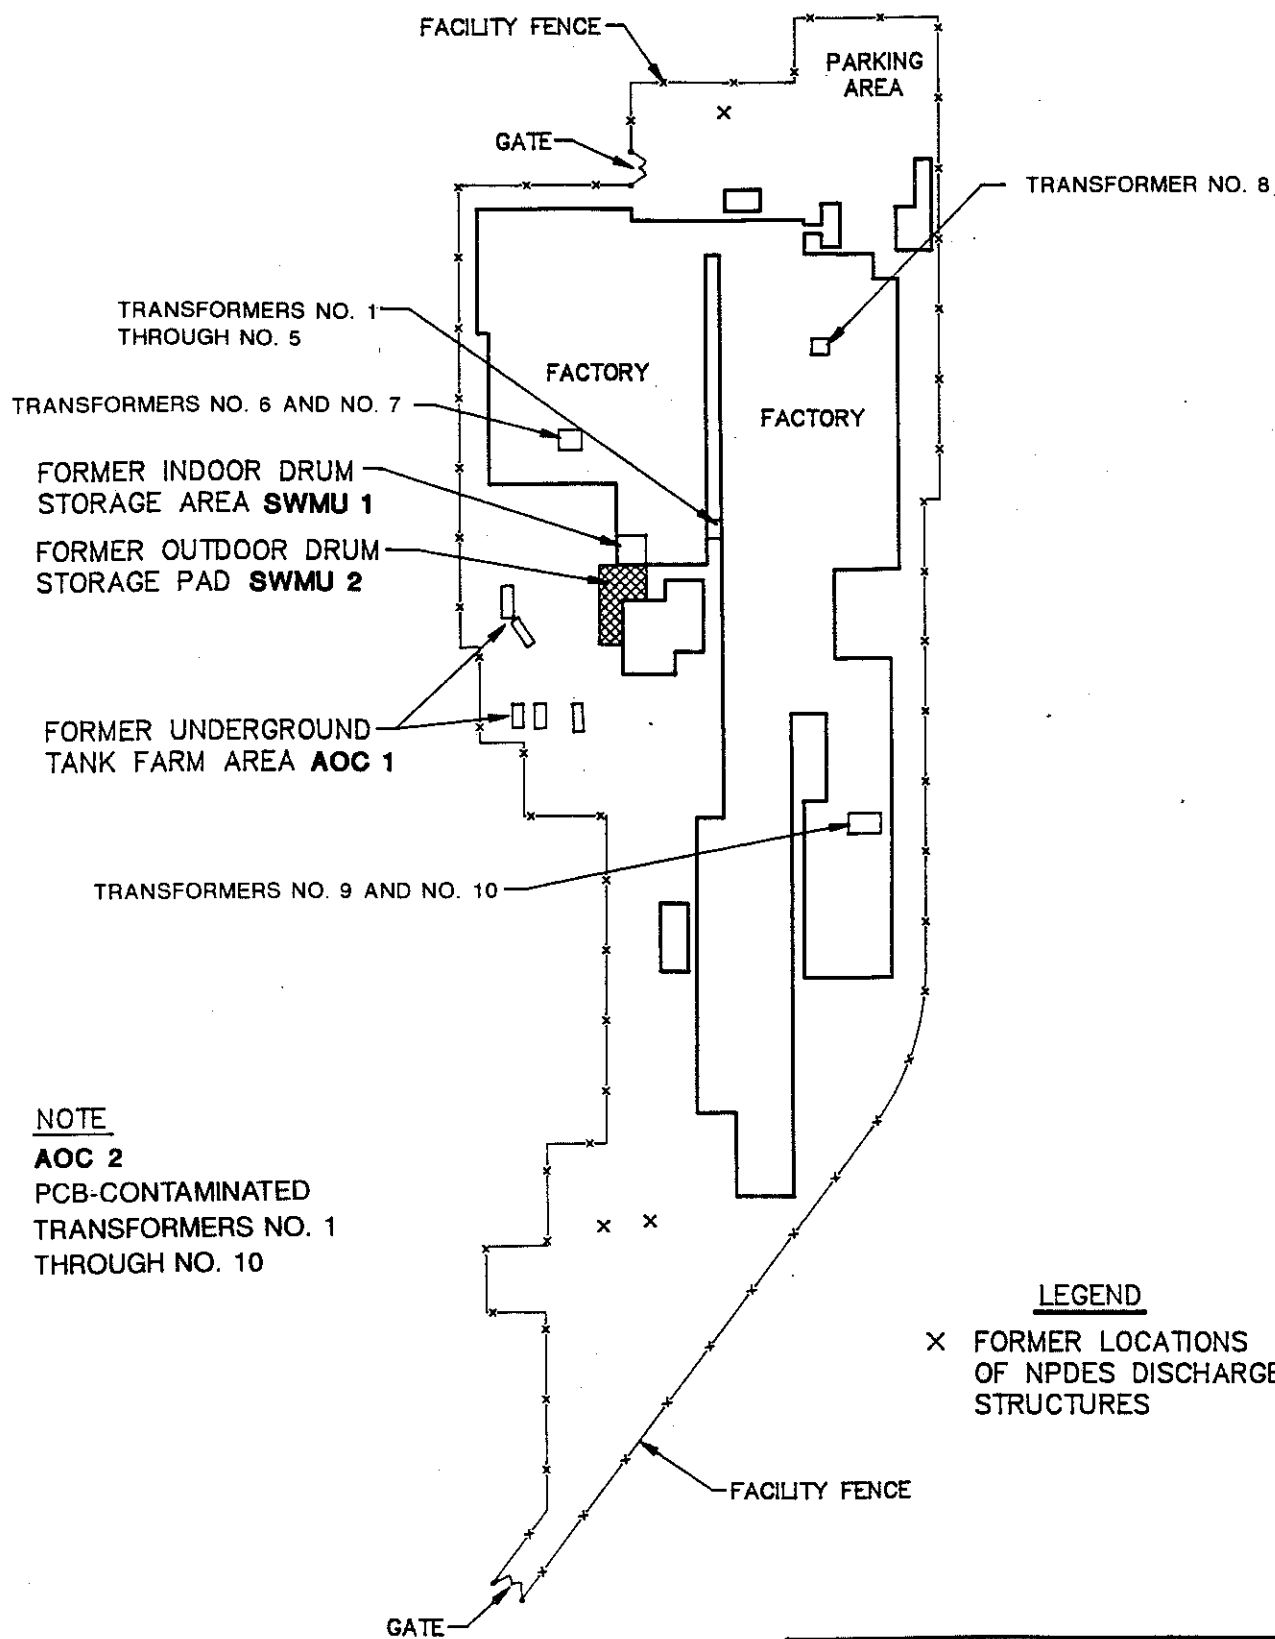 FACILITY FENCE
PARKING
AREA
GATE
TRANSFORMER NO. 8
TRANSFORMERS NO. 1
THROUGH NO. 5
FACTORY
TRANSFORMERS NO. 6 AND NO. 7
FACTORY
FORMER INDOOR DRUM
STORAGE AREA SWMU 1
FORMER OUTDOOR DRUM
STORAGE PAD SWMU 2
FORMER UNDERGROUND
TANK FARM AREA AOC 1
TRANSFORMERS NO. 9 AND NO. 10
NOTE
AOC 2
PCB-CONTAMINATED
TRANSFORMERS NO. 1
THROUGH NO. 10
LEGEND
X FORMER LOCATIONS
OF NPDES DISCHARGE
STRUCTURES
FACILITY FENCE
GATE